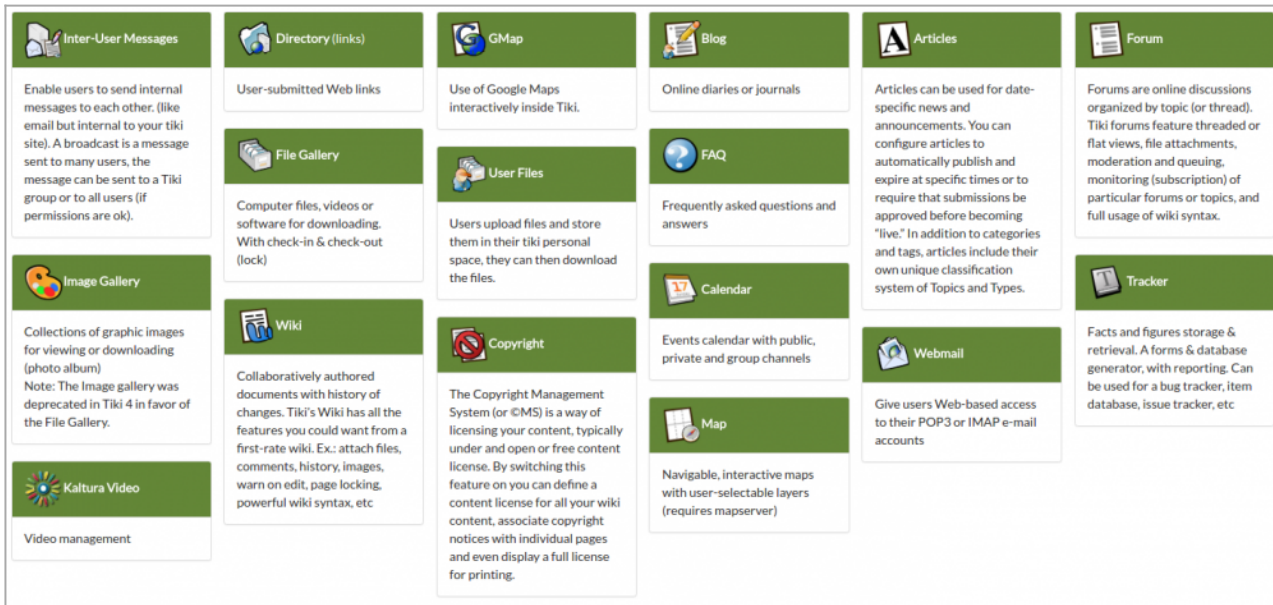 Inter-User Messages
Enable users to send internal
messages to each other. (like
email but internal to your tiki
site). A broadcast is a message
sent to many users, the
message can be sent to a Tiki
group or to all users (if
permissions are ok).
Image Gallery
Collections of graphic images
for viewing or downloading
(photo album)
Note: The Image gallery was
deprecated in Tiki 4 in favor of
the File Gallery.
Kaltura Video
Video management
Directory (links)
User-submitted Web links
File Gallery
Computer files, videos or
software for downloading.
With check-in & check-out
(lock)
Wiki
Collaboratively authored
documents with history of
changes. Tiki's Wiki has all the
features you could want from a
first-rate wiki. Ex.: attach files,
comments, history, images,
warn on edit, page locking,
powerful wiki syntax, etc
GMap
Use of Google Maps
interactively inside Tiki.
User Files
Users upload files and store
them in their tiki personal
space, they can then download
the files.
Copyright
The Copyright Management
System (or ©MS) is a way of
licensing your content, typically
under and open or free content
license. By switching this
feature on you can define a
content license for all your wiki
content, associate copyright
notices with individual pages
and even display a full license
for printing.
Blog
Online diaries or journals
FAQ
Frequently asked questions and
answers
17
Calendar
Events calendar with public,
private and group channels
Map
Navigable, interactive maps
with user-selectable layers
(requires mapserver)
A
Articles
Articles can be used for date-
specific news and
announcements. You can
configure articles to
automatically publish and
expire at specific times or to
require that submissions be
approved before becoming
"live." In addition to categories
and tags, articles include their
own unique classification
system of Topics and Types.
Webmail
Give users Web-based access
to their POP3 or IMAP e-mail
accounts
Forum
Forums are online discussions
organized by topic (or thread).
Tiki forums feature threaded or
flat views, file attachments,
moderation and queuing,
monitoring (subscription) of
particular forums or topics, and
full usage of wiki syntax.
T
Tracker
Facts and figures storage &
retrieval. A forms & database
generator, with reporting. Can
be used for a bug tracker, item
database, issue tracker, etc